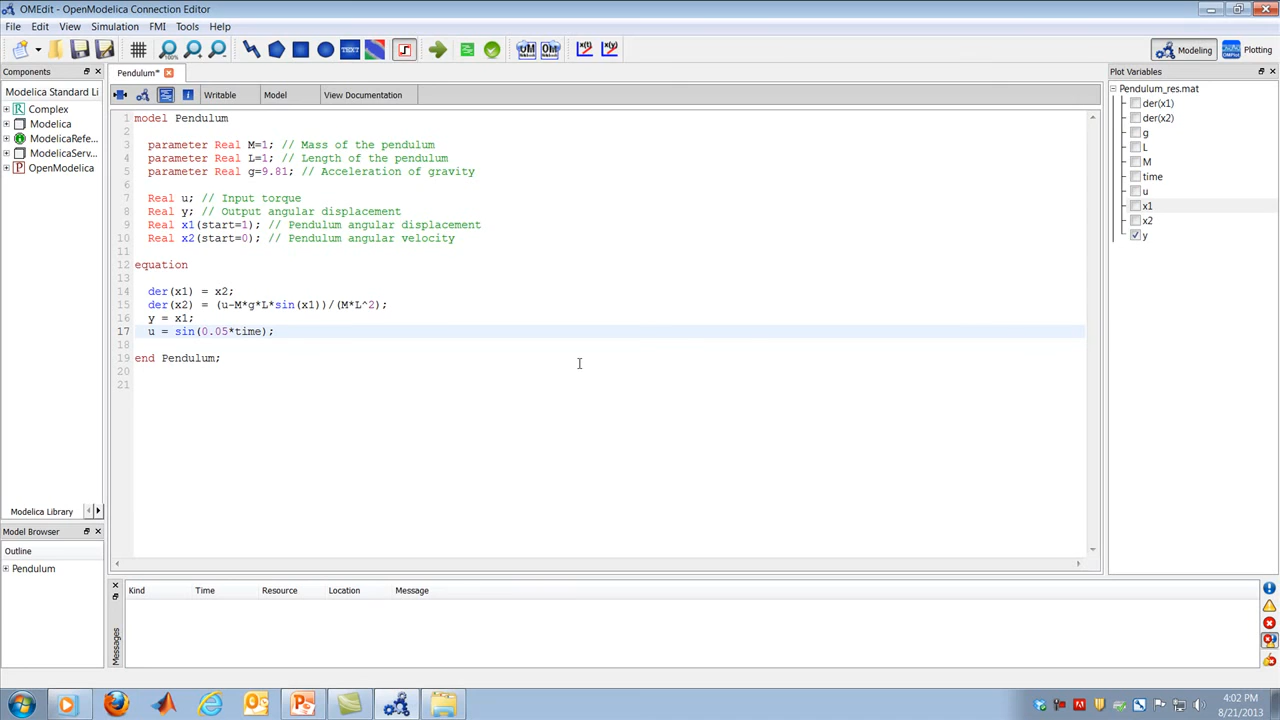 OMEdit - OpenModelica Connection Editor
File Edit View Simulation FMI Tools Help
100%
TEXT
OM OM
x(t) x(y)
Modeling Plotting
Components
Pendulum*
Plot Variables
Modelica Standard Li
Writable Model View Documentation
Pendulum_res.mat
Complex
Modelica
ModelicaRefe...
ModelicaServ...
OpenModelica
1 model Pendulum
2
3 parameter Real M=1; // Mass of the pendulum
4 parameter Real L=1; // Length of the pendulum
5 parameter Real g=9.81; // Acceleration of gravity
6
7 Real u; // Input torque
8 Real y; // Output angular displacement
9 Real x1(start=1); // Pendulum angular displacement
10 Real x2(start=0); // Pendulum angular velocity
11
12 equation
13
14 der(x1) = x2;
15 der(x2) = (u-M*g*L*sin(x1))/(M*L^2);
16 y = x1;
17 u = sin(0.05*time);
18
19 end Pendulum;
20
21
der(x1)
der(x2)
g
L
M
time
u
x1
x2
y
Modelica Library
Model Browser
Outline
Pendulum
Kind Time Resource Location Message
Messages
4:02 PM
8/21/2013